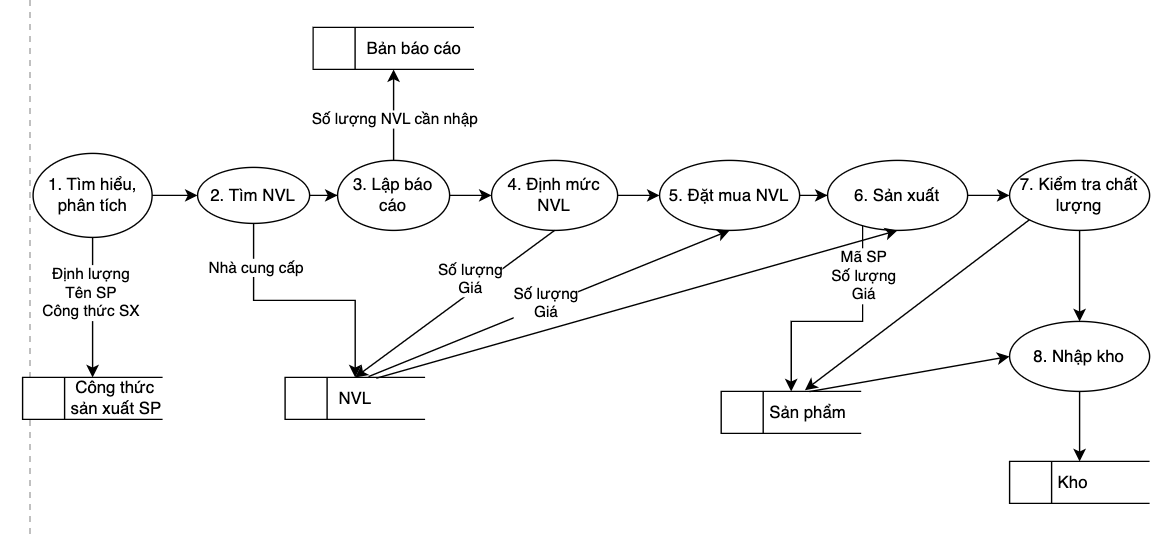 Bản báo cáo
Số lượng NVL cần nhập
1. Tìm hiểu,
phân tích
2. Tìm NVL
3. Lập báo
cáo
4. Định mức
NVL
5. Đặt mua NVL
6. Sản xuất
7. Kiểm tra chất
lượng
Định lượng
Tên SP
Công thức SX
Nhà cung cấp
Số lượng
Giá
Số lượng
Giá
Mã SP
Số lượng
Giá
8. Nhập kho
Công thức
sản xuất SP
NVL
Sản phẩm
Kho